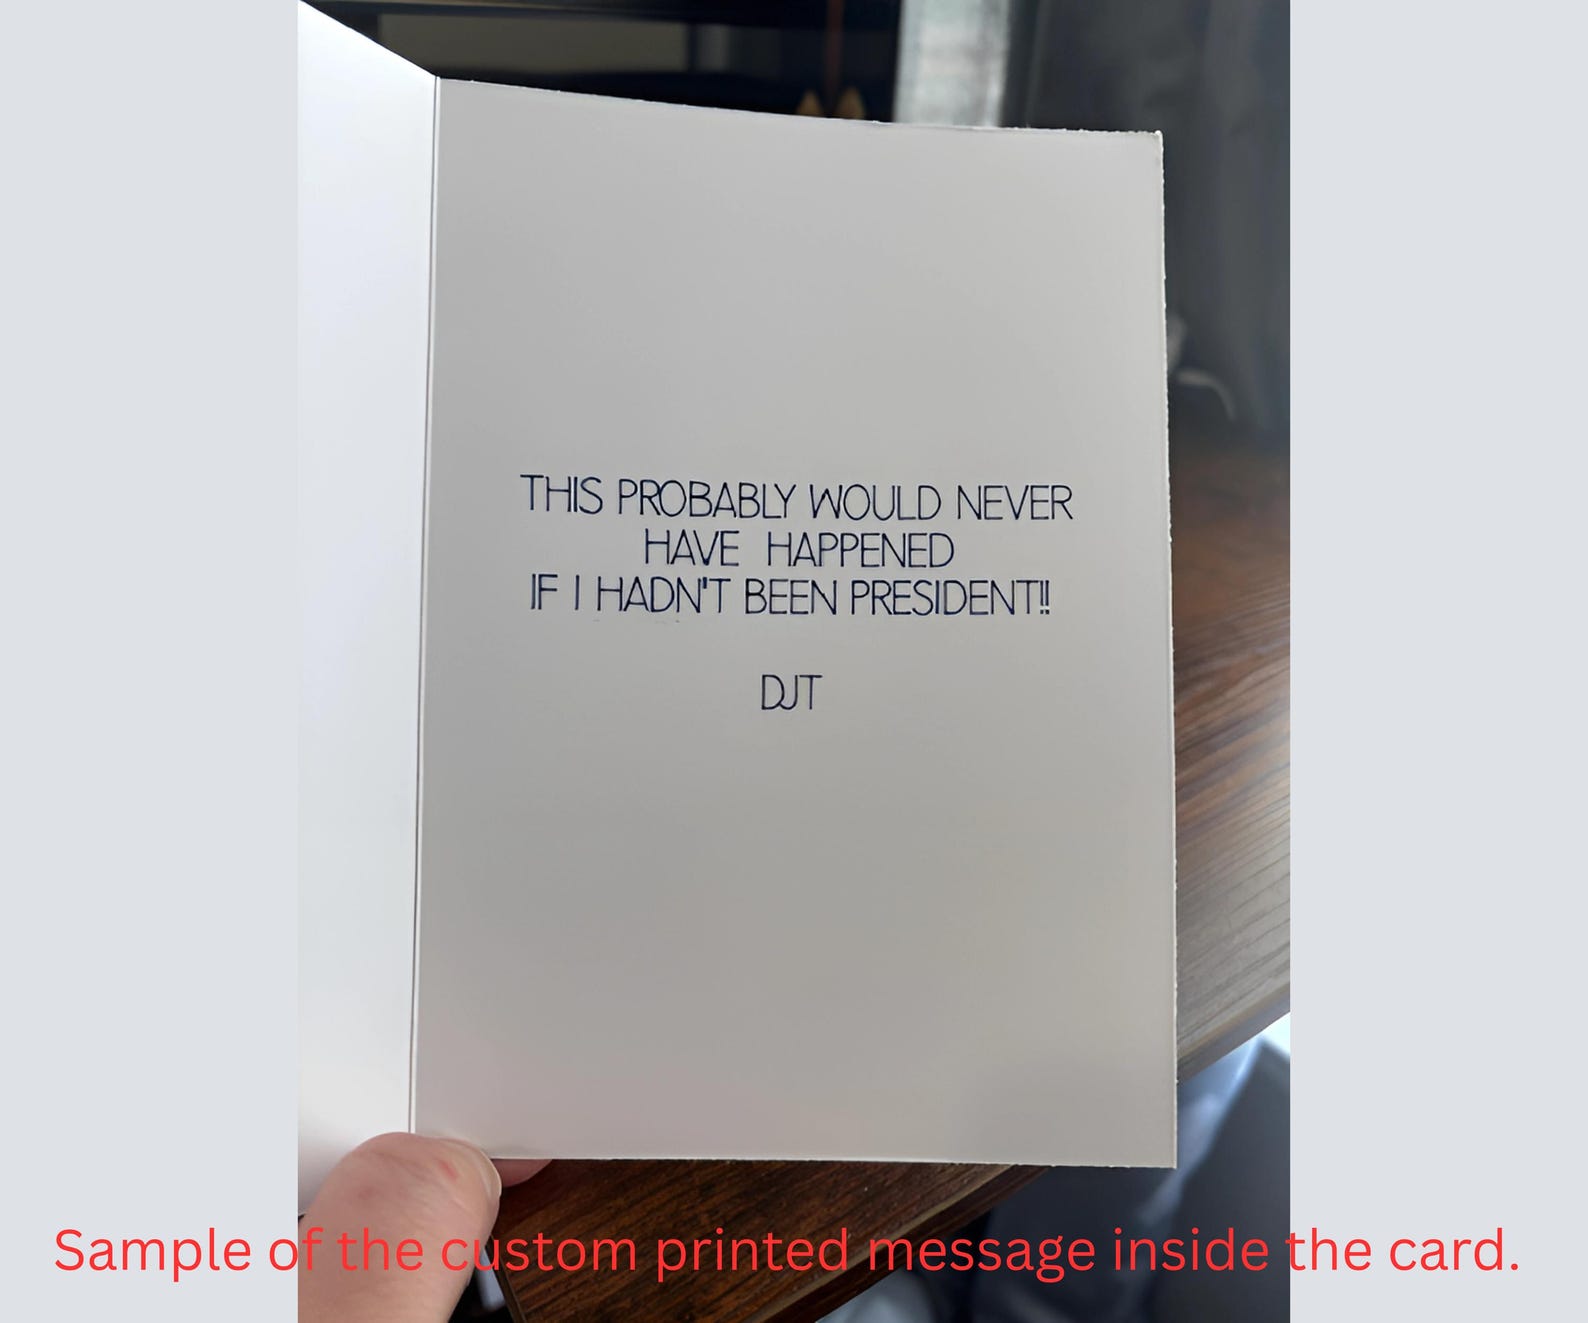 THIS PROBABLY WOULD NEVER
HAVE HAPPENED
IF I HADN'T BEEN PRESIDENT!!
DJT
Sample of the custom printed message inside the card.